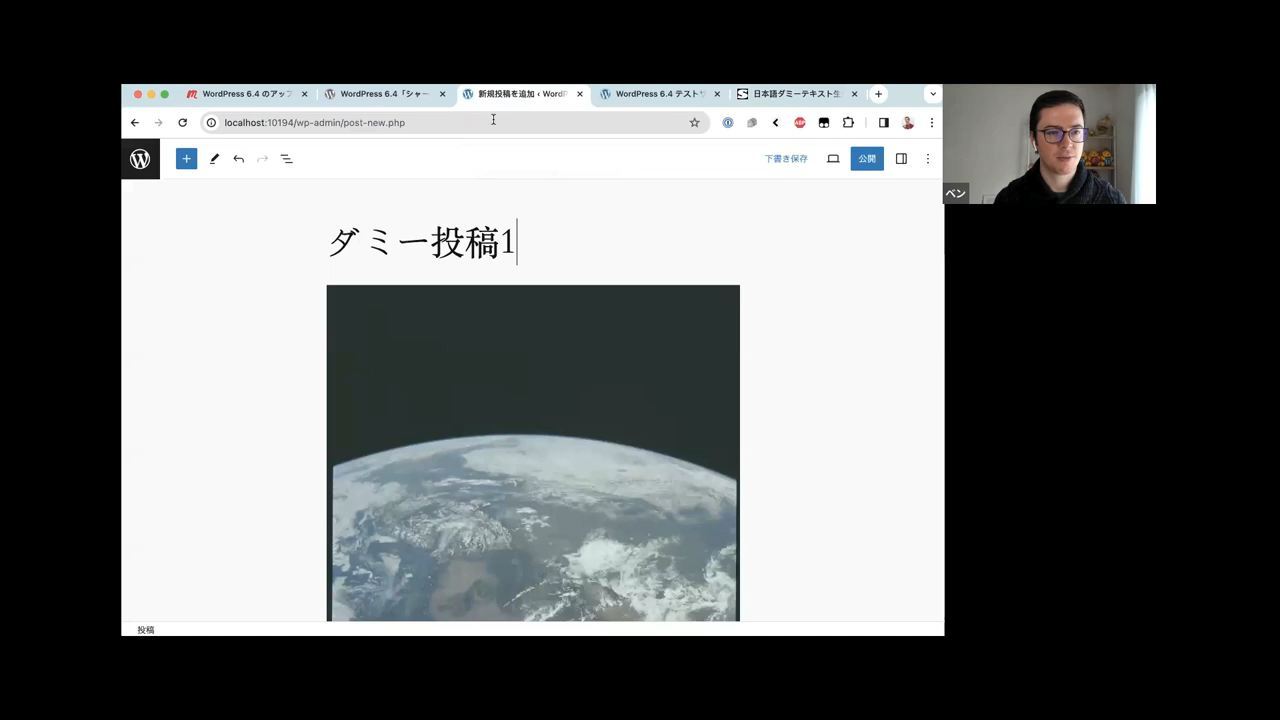 WordPress 6.4 のアップ
WordPress 6.4「シャー
新規投稿を追加 ‹ WordP
WordPress 6.4 テストサ
日本語ダミーテキスト生
localhost:10194/wp-admin/post-new.php
ABP
下書き保存
公開
ダミー投稿1
投稿
ベン